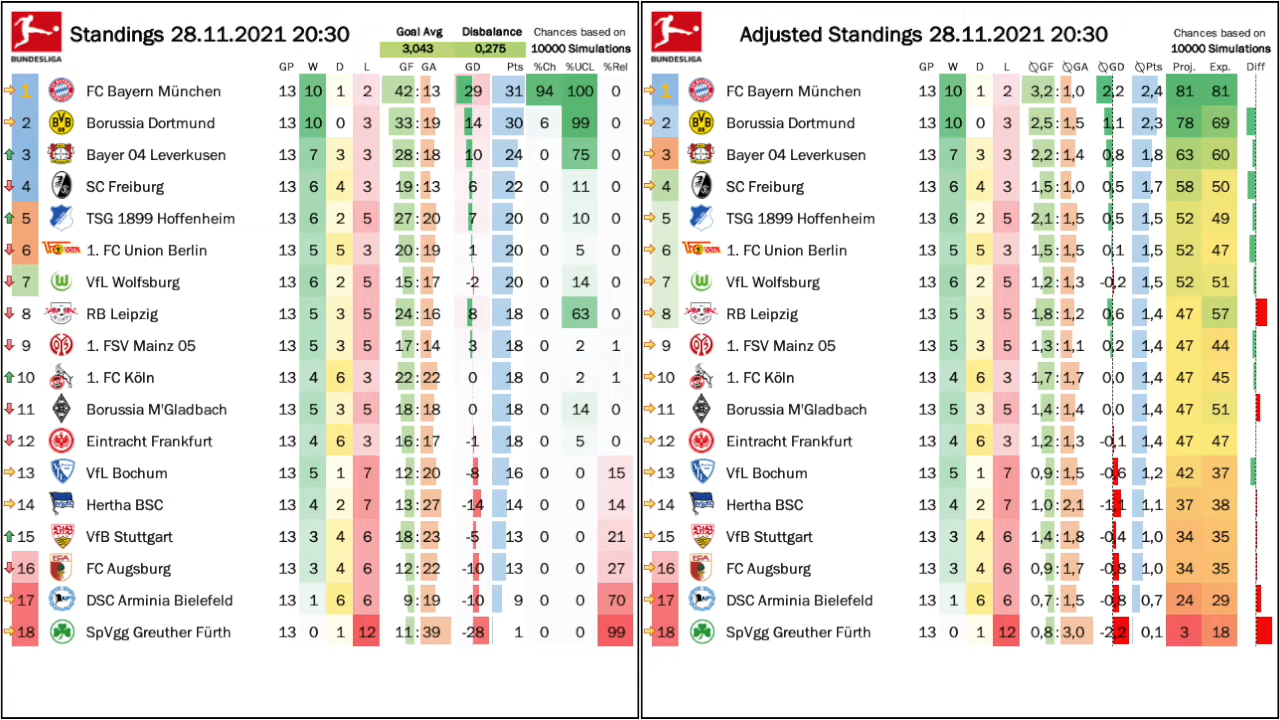 Standings 28.11.2021 20:30
BUNDESLIGA
Goal Avg Disbalance Chances based on
3,043 0,275 10000 Simulations
GP W D L GF GA GD Pts %Ch %UCL %Rel
1 FC Bayern München 13 10 1 2 42:13 29 31 94 100 0
2 Borussia Dortmund 13 10 0 3 33:19 14 30 6 99 0
3 Bayer 04 Leverkusen 13 7 3 3 28:18 10 24 0 75 0
4 SC Freiburg 13 6 4 3 19:13 6 22 0 11 0
5 TSG 1899 Hoffenheim 13 6 2 5 27:20 7 20 0 10 0
6 1. FC Union Berlin 13 5 5 3 20:19 1 20 0 5 0
7 VfL Wolfsburg 13 6 2 5 15:17 -2 20 0 14 0
8 RB Leipzig 13 5 3 5 24:16 8 18 0 63 0
9 1. FSV Mainz 05 13 5 3 5 17:14 3 18 0 2 1
10 1. FC Köln 13 4 6 3 22:22 0 18 0 2 1
11 Borussia M'Gladbach 13 5 3 5 18:18 0 18 0 14 0
12 Eintracht Frankfurt 13 4 6 3 16:17 -1 18 0 5 0
13 VfL Bochum 13 5 1 7 12:20 -8 16 0 0 15
14 Hertha BSC 13 4 2 7 13:27 -14 14 0 0 14
15 VfB Stuttgart 13 3 4 6 18:23 -5 13 0 0 21
16 FC Augsburg 13 3 4 6 12:22 -10 13 0 0 27
17 DSC Arminia Bielefeld 13 1 6 6 9:19 -10 9 0 0 70
18 SpVgg Greuther Fürth 13 0 1 12 11:39 -28 1 0 0 99
Adjusted Standings 28.11.2021 20:30
BUNDESLIGA
Chances based on
10000 Simulations
GP W D L ∅GF ∅GA ∅GD ∅Pts Proj. Exp. Diff
1 FC Bayern München 13 10 1 2 3,2:1,0 2,2 2,4 81 81
2 Borussia Dortmund 13 10 0 3 2,5:1,5 1,1 2,3 78 69
3 Bayer 04 Leverkusen 13 7 3 3 2,2:1,4 0,8 1,8 63 60
4 SC Freiburg 13 6 4 3 1,5:1,0 0,5 1,7 58 50
5 TSG 1899 Hoffenheim 13 6 2 5 2,1:1,5 0,5 1,5 52 49
6 1. FC Union Berlin 13 5 5 3 1,5:1,5 0,1 1,5 52 47
7 VfL Wolfsburg 13 6 2 5 1,2:1,3 -0,2 1,5 52 51
8 RB Leipzig 13 5 3 5 1,8:1,2 0,6 1,4 47 57
9 1. FSV Mainz 05 13 5 3 5 1,3:1,1 0,2 1,4 47 44
10 1. FC Köln 13 4 6 3 1,7:1,7 0,0 1,4 47 45
11 Borussia M'Gladbach 13 5 3 5 1,4:1,4 0,0 1,4 47 51
12 Eintracht Frankfurt 13 4 6 3 1,2:1,3 -0,1 1,4 47 47
13 VfL Bochum 13 5 1 7 0,9:1,5 -0,6 1,2 42 37
14 Hertha BSC 13 4 2 7 1,0:2,1 -1,1 1,1 37 38
15 VfB Stuttgart 13 3 4 6 1,4:1,8 -0,4 1,0 34 35
16 FC Augsburg 13 3 4 6 0,9:1,7 -0,8 1,0 34 35
17 DSC Arminia Bielefeld 13 1 6 6 0,7:1,5 -0,8 0,7 24 29
18 SpVgg Greuther Fürth 13 0 1 12 0,8:3,0 -2,2 0,1 3 18